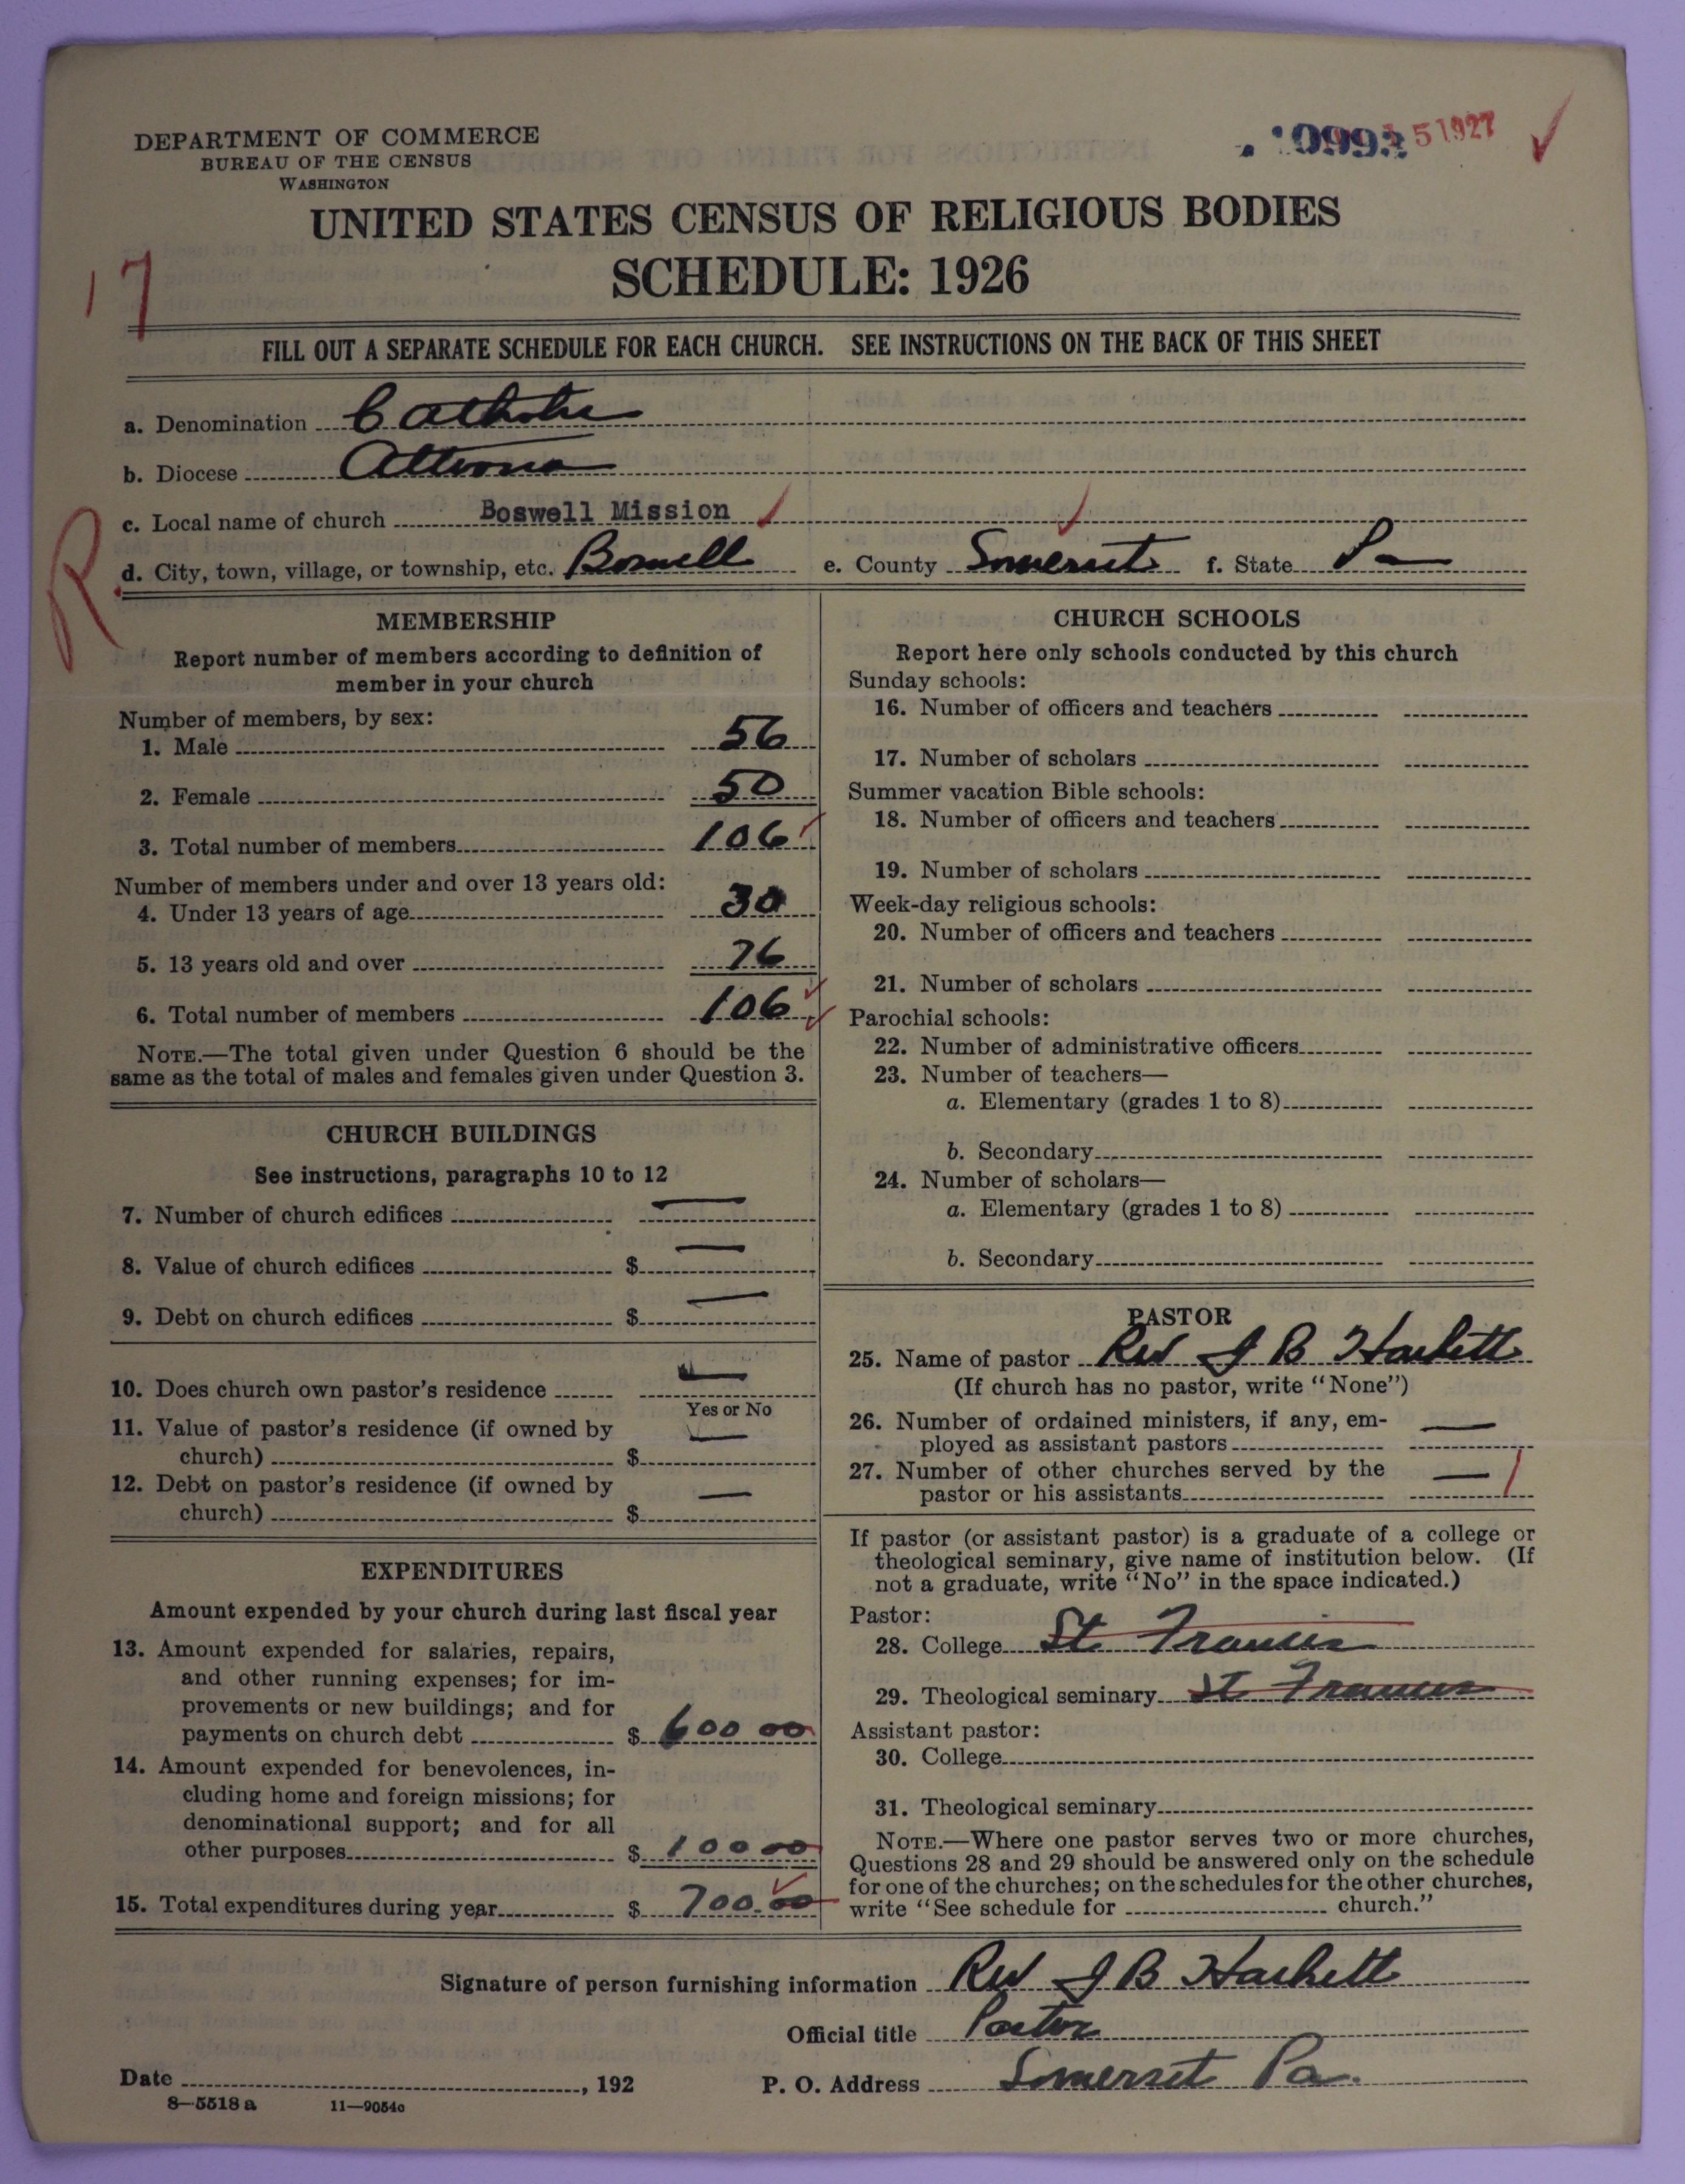 DEPARTMENT OF COMMERCE
BUREAU OF THE CENSUS
WASHINGTON
5 1927
UNITED STATES CENSUS OF RELIGIOUS BODIES
SCHEDULE: 1926
17
FILL OUT A SEPARATE SCHEDULE FOR EACH CHURCH. SEE INSTRUCTIONS ON THE BACK OF THIS SHEET
a. Denomination Catholic
b. Diocese Altoona
c. Local name of church Boswell Mission
R
d. City, town, village, or township, etc. Boswell e. County Somerset f. State Pa
MEMBERSHIP
Report number of members according to definition of
member in your church
Number of members, by sex:
1. Male 56
2. Female 50
3. Total number of members 106
Number of members under and over 13 years old:
4. Under 13 years of age 30
5. 13 years old and over 76
6. Total number of members 106
NOTE.—The total given under Question 6 should be the
same as the total of males and females given under Question 3.
CHURCH BUILDINGS
See instructions, paragraphs 10 to 12
7. Number of church edifices —
8. Value of church edifices $ —
9. Debt on church edifices $ —
10. Does church own pastor's residence —
Yes or No
11. Value of pastor's residence (if owned by
church) $ —
12. Debt on pastor's residence (if owned by
church) $ —
EXPENDITURES
Amount expended by your church during last fiscal year
13. Amount expended for salaries, repairs,
and other running expenses; for im-
provements or new buildings; and for
payments on church debt $ 600 00
14. Amount expended for benevolences, in-
cluding home and foreign missions; for
denominational support; and for all
other purposes $ 100 00
15. Total expenditures during year $ 700.00
CHURCH SCHOOLS
Report here only schools conducted by this church
Sunday schools:
16. Number of officers and teachers
17. Number of scholars
Summer vacation Bible schools:
18. Number of officers and teachers
19. Number of scholars
Week-day religious schools:
20. Number of officers and teachers
21. Number of scholars
Parochial schools:
22. Number of administrative officers
23. Number of teachers—
a. Elementary (grades 1 to 8)
b. Secondary
24. Number of scholars—
a. Elementary (grades 1 to 8)
b. Secondary
PASTOR
25. Name of pastor Rev J B Hackett
(If church has no pastor, write "None")
26. Number of ordained ministers, if any, em-
ployed as assistant pastors —
27. Number of other churches served by the
pastor or his assistants — 1
If pastor (or assistant pastor) is a graduate of a college or
theological seminary, give name of institution below. (If
not a graduate, write "No" in the space indicated.)
Pastor:
28. College St Francis
29. Theological seminary St Francis
Assistant pastor:
30. College
31. Theological seminary
NOTE.—Where one pastor serves two or more churches,
Questions 28 and 29 should be answered only on the schedule
for one of the churches; on the schedules for the other churches,
write "See schedule for church."
Signature of person furnishing information Rev J B Hackett
Official title Pastor
Date , 192 P. O. Address Somerset Pa.
8—5518 a 11—9054c